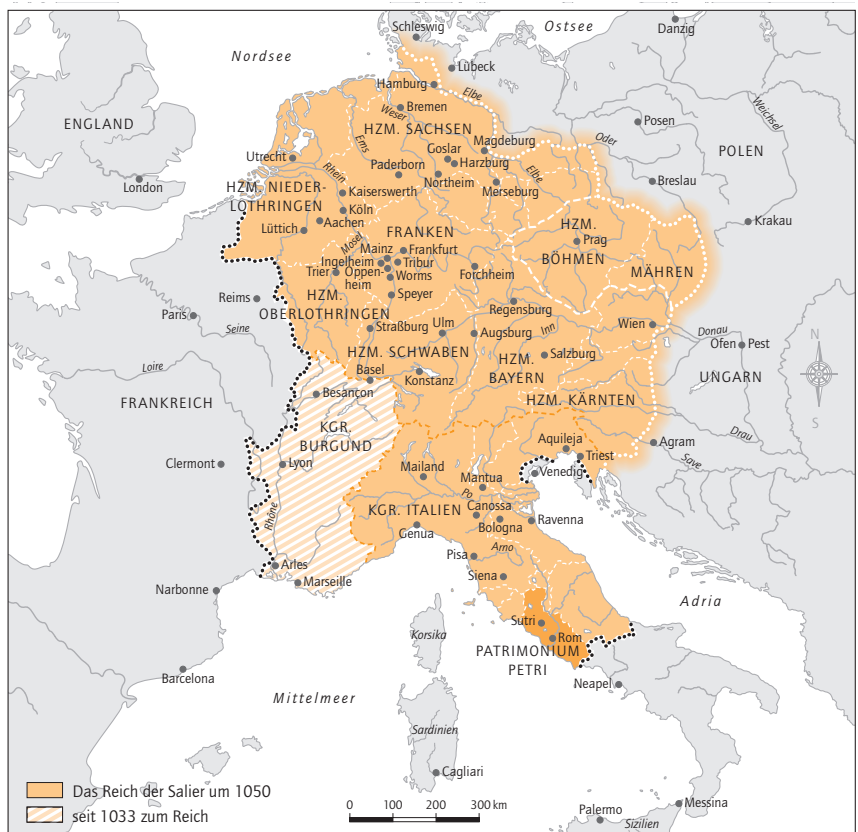 Schleswig
Ostsee
Danzig
Nordsee
Lübeck
Hamburg
Elbe
Bremen
Weser
Weichsel
ENGLAND
HZM. SACHSEN
Posen
Oder
Ems
Magdeburg
Goslar
Harzburg
POLEN
Utrecht
Rhein
Paderborn
Elbe
London
HZM. NIEDER-
LOTHRINGEN
Kaiserswerth
Northeim
Merseburg
Breslau
Köln
Aachen
Lüttich
FRANKEN
HZM.
BÖHMEN
Krakau
Mosel
Mainz
Frankfurt
Prag
Ingelheim
Tribur
MÄHREN
Trier
Oppen-
heim
Worms
Forchheim
Reims
HZM.
OBERLOTHRINGEN
Speyer
Paris
Regensburg
Seine
Straßburg
Ulm
Augsburg
Inn
Wien
Donau
Ofen
Pest
N
S
Loire
HZM. SCHWABEN
HZM.
BAYERN
Salzburg
Basel
Konstanz
UNGARN
Besançon
FRANKREICH
HZM. KÄRNTEN
KGR.
BURGUND
Aquileja
Agram
Drau
Clermont
Lyon
Mailand
Triest
Save
Venedig
Mantua
Po
KGR. ITALIEN
Canossa
Rhône
Genua
Bologna
Ravenna
Arno
Pisa
Arles
Siena
Narbonne
Marseille
Adria
Sutri
Korsika
Rom
PATRIMONIUM
PETRI
Barcelona
Neapel
Mittelmeer
Sardinien
Cagliari
Das Reich der Salier um 1050
seit 1033 zum Reich
0 100 200 300 km
Messina
Palermo
Sizilien